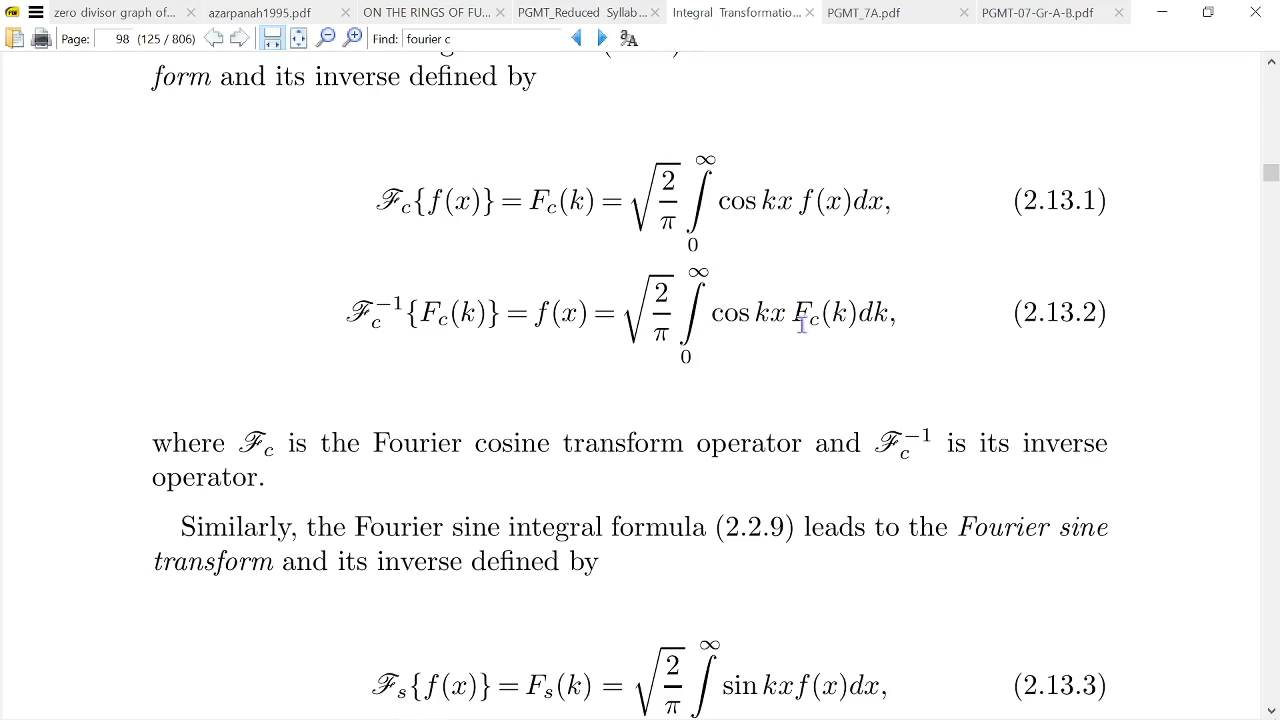 zero divisor graph of... azarpanah1995.pdf ON THE RINGS ... FU... PGMT_Reduced Syllab... Integral Transformatio... PGMT_7A.pdf PGMT-07-Gr-A-B.pdf
Page: 98 (125 / 806) Find: fourier c
form and its inverse defined by
ℱc{f(x)} = Fc(k) = √(2/π) ∫₀^∞ cos kx f(x)dx, (2.13.1)
ℱc⁻¹{Fc(k)} = f(x) = √(2/π) ∫₀^∞ cos kx Fc(k)dk, (2.13.2)
where ℱc is the Fourier cosine transform operator and ℱc⁻¹ is its inverse
operator.
Similarly, the Fourier sine integral formula (2.2.9) leads to the Fourier sine
transform and its inverse defined by
ℱs{f(x)} = Fs(k) = √(2/π) ∫^∞ sin kxf(x)dx, (2.13.3)